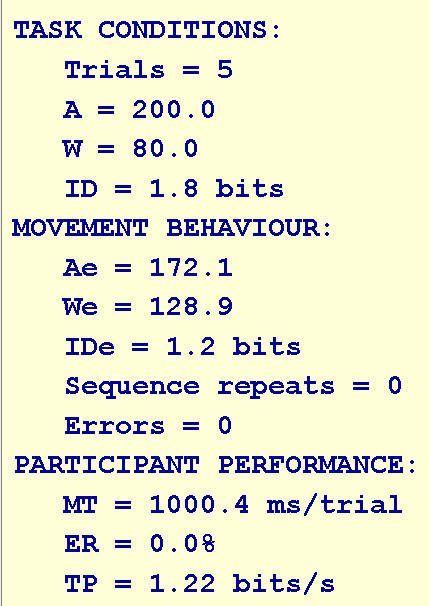 TASK CONDITIONS:
Trials = 5
A = 200.0
W = 80.0
ID = 1.8 bits
MOVEMENT BEHAVIOUR:
Ae = 172.1
We = 128.9
IDe = 1.2 bits
Sequence repeats = 0
Errors = 0
PARTICIPANT PERFORMANCE:
MT = 1000.4 ms/trial
ER = 0.0%
TP = 1.22 bits/s